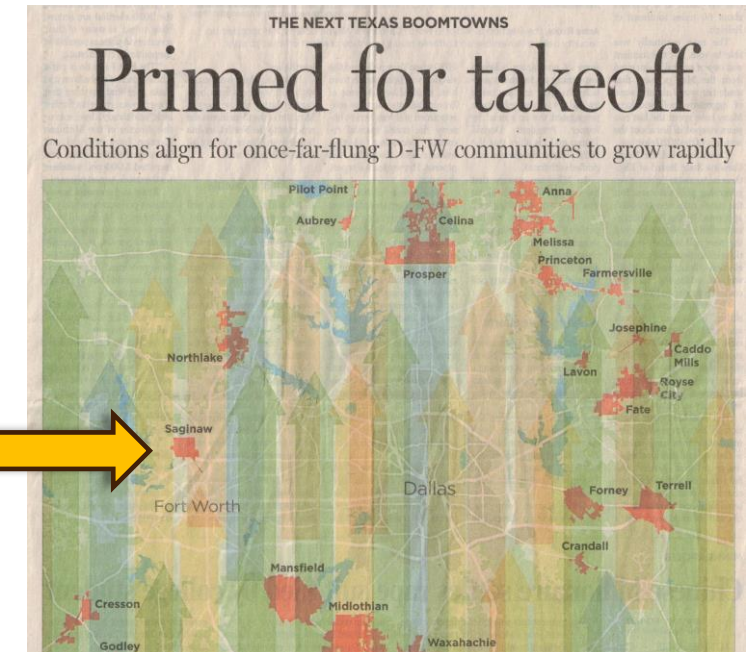 THE NEXT TEXAS BOOMTOWNS
Primed for takeoff
Conditions align for once-far-flung D-FW communities to grow rapidly
Pilot Point
Anna
Aubrey
Celina
Melissa
Princeton
Prosper
Farmersville
Josephine
Northlake
Caddo
Mills
Lavon
Royse
City
Fate
Saginaw
Dallas
Forney
Terrell
Fort Worth
Crandall
Mansfield
Cresson
Midlothian
Waxahachie
Godley